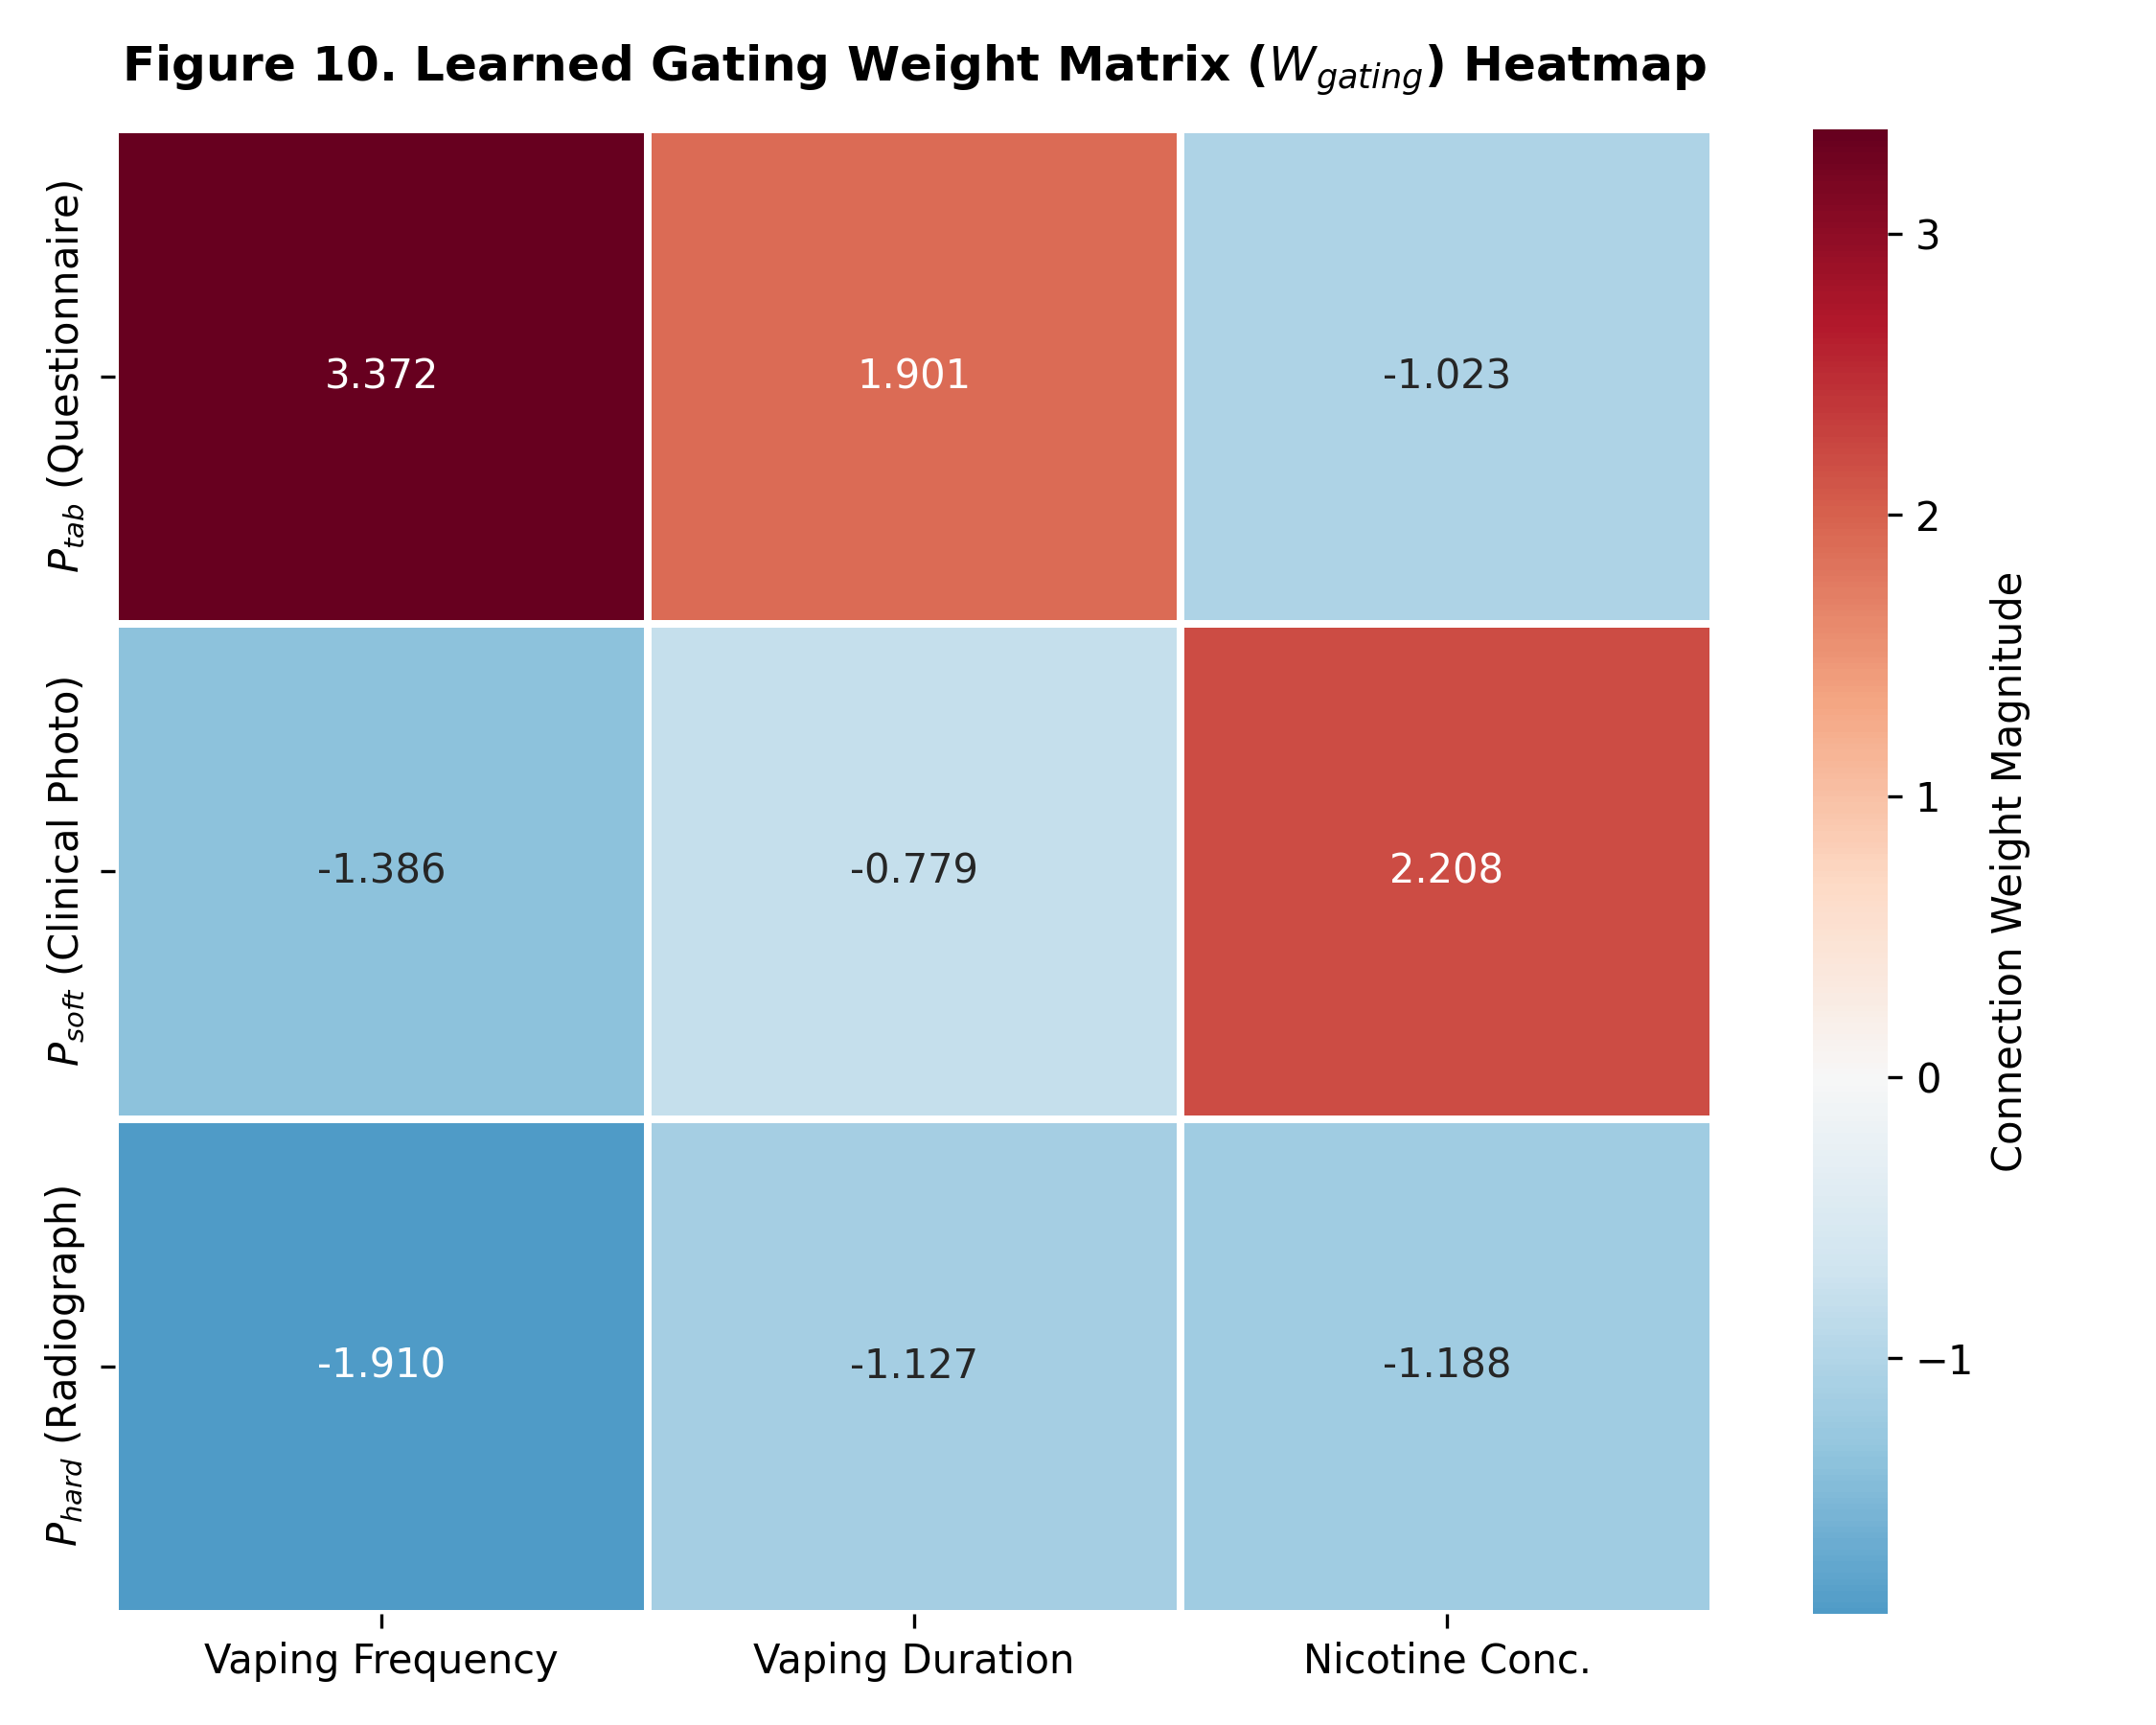 Figure 10. Learned Gating Weight Matrix (W_gating) Heatmap
P_tab (Questionnaire)
3.372
1.901
-1.023
P_soft (Clinical Photo)
-1.386
-0.779
2.208
P_hard (Radiograph)
-1.910
-1.127
-1.188
Vaping Frequency
Vaping Duration
Nicotine Conc.
3
2
1
0
−1
Connection Weight Magnitude